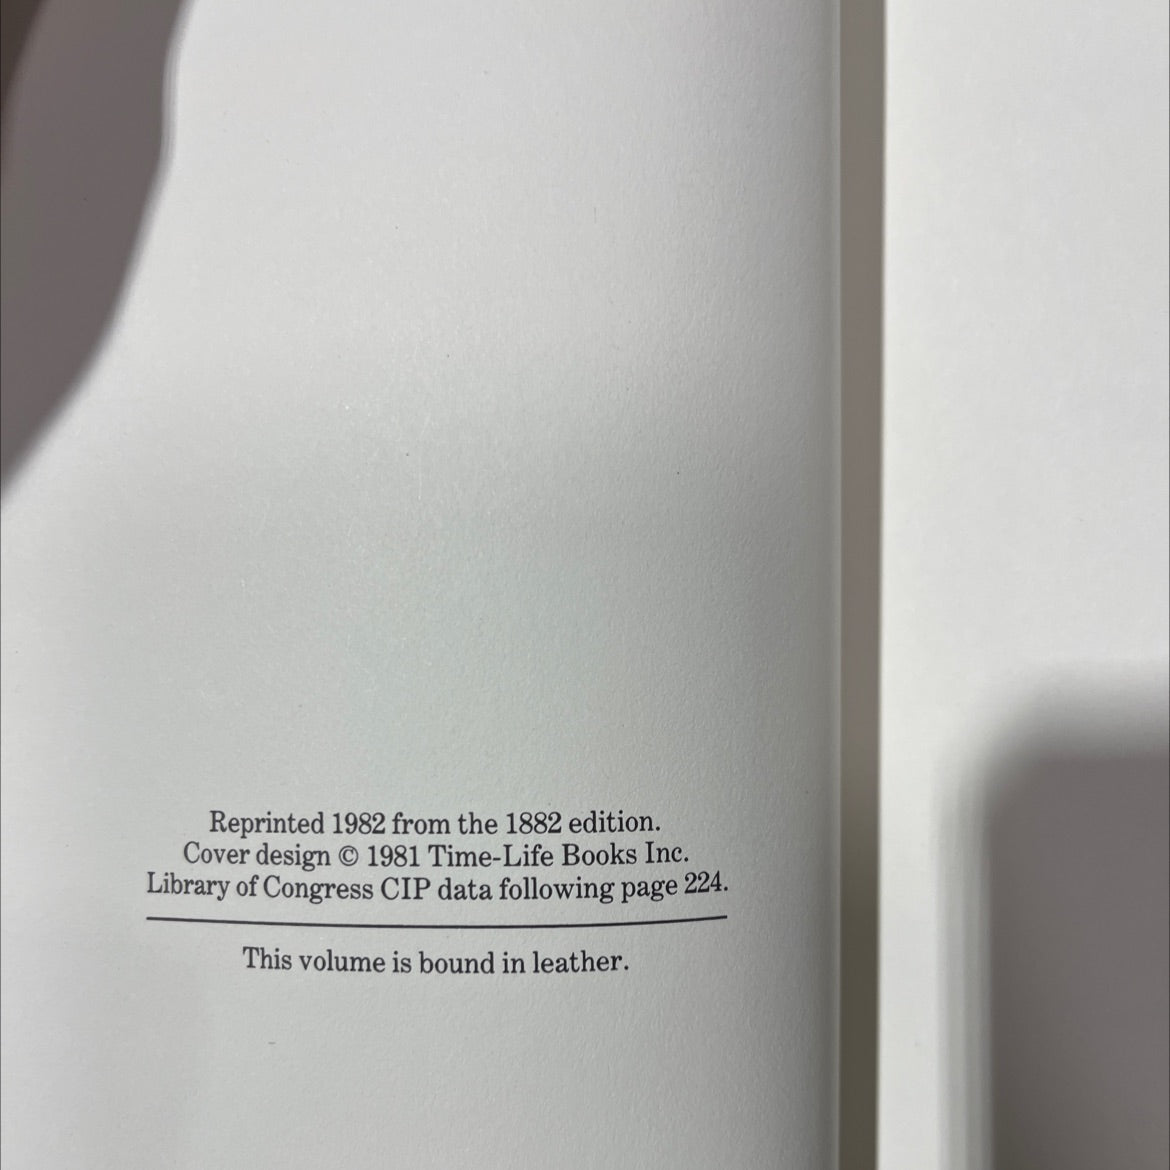 Reprinted 1982 from the 1882 edition.
Cover design © 1981 Time-Life Books Inc.
Library of Congress CIP data following page 224.
This volume is bound in leather.